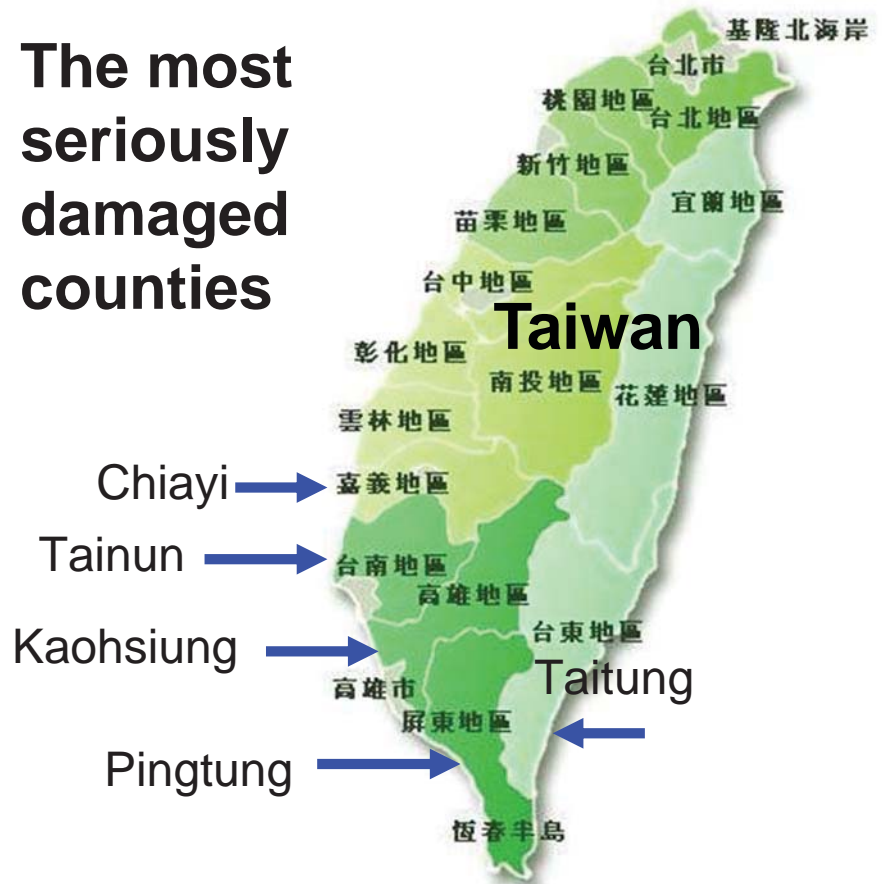 The most
seriously
damaged
counties
基隆北海岸
台北市
桃園地區
台北地區
新竹地區
宜蘭地區
苗栗地區
台中地區
Taiwan
彰化地區
南投地區
花蓮地區
雲林地區
Chiayi
嘉義地區
Tainun
台南地區
高雄地區
Kaohsiung
台東地區
Taitung
高雄市
屏東地區
Pingtung
恆春半島